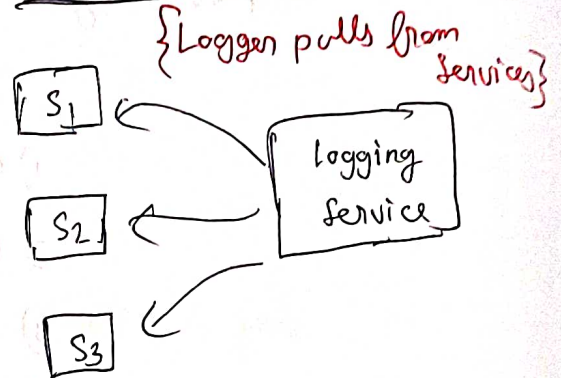 {Logger pulls from
Services}
S1
logging
Service
S2
S3